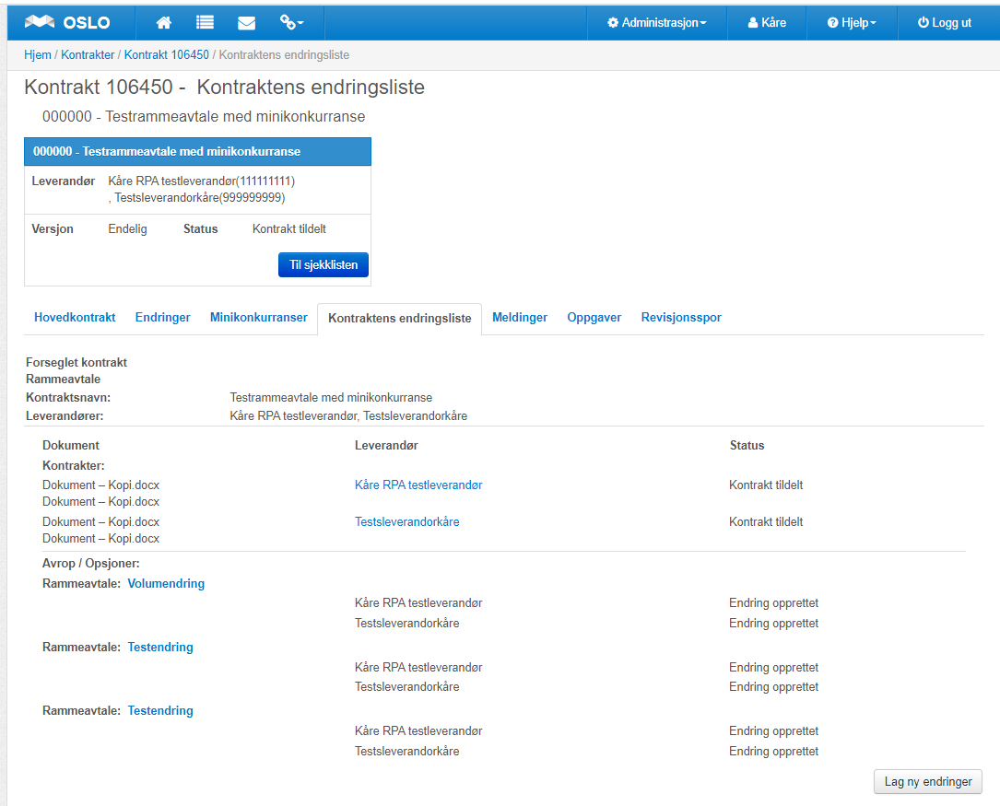 OSLO Administrasjon Kåre Hjelp Logg ut
Hjem / Kontrakter / Kontrakt 106450 / Kontraktens endringsliste
Kontrakt 106450 - Kontraktens endringsliste
000000 - Testrammeavtale med minikonkurranse
000000 - Testrammeavtale med minikonkurranse
Leverandør Kåre RPA testleverandør(111111111)
, Testsleverandorkåre(999999999)
Versjon Endelig Status Kontrakt tildelt
Til sjekklisten
Hovedkontrakt Endringer Minikonkurranser Kontraktens endringsliste Meldinger Oppgaver Revisjonsspor
Forseglet kontrakt
Rammeavtale
Kontraktsnavn: Testrammeavtale med minikonkurranse
Leverandører: Kåre RPA testleverandør, Testsleverandorkåre
Dokument Leverandør Status
Kontrakter:
Dokument – Kopi.docx Kåre RPA testleverandør Kontrakt tildelt
Dokument – Kopi.docx
Dokument – Kopi.docx Testsleverandorkåre Kontrakt tildelt
Dokument – Kopi.docx
Avrop / Opsjoner:
Rammeavtale: Volumendring
Kåre RPA testleverandør Endring opprettet
Testsleverandorkåre Endring opprettet
Rammeavtale: Testendring
Kåre RPA testleverandør Endring opprettet
Testsleverandorkåre Endring opprettet
Rammeavtale: Testendring
Kåre RPA testleverandør Endring opprettet
Testsleverandorkåre Endring opprettet
Lag ny endringer